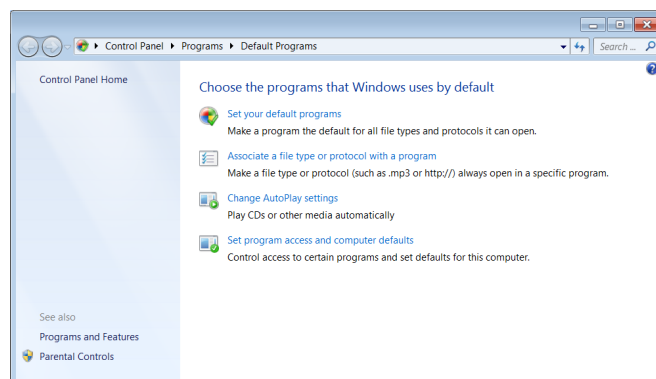 Control Panel ▸ Programs ▸ Default Programs
Search ...
Control Panel Home
Choose the programs that Windows uses by default
Set your default programs
Make a program the default for all file types and protocols it can open.
Associate a file type or protocol with a program
Make a file type or protocol (such as .mp3 or http://) always open in a specific program.
Change AutoPlay settings
Play CDs or other media automatically
Set program access and computer defaults
Control access to certain programs and set defaults for this computer.
See also
Programs and Features
Parental Controls